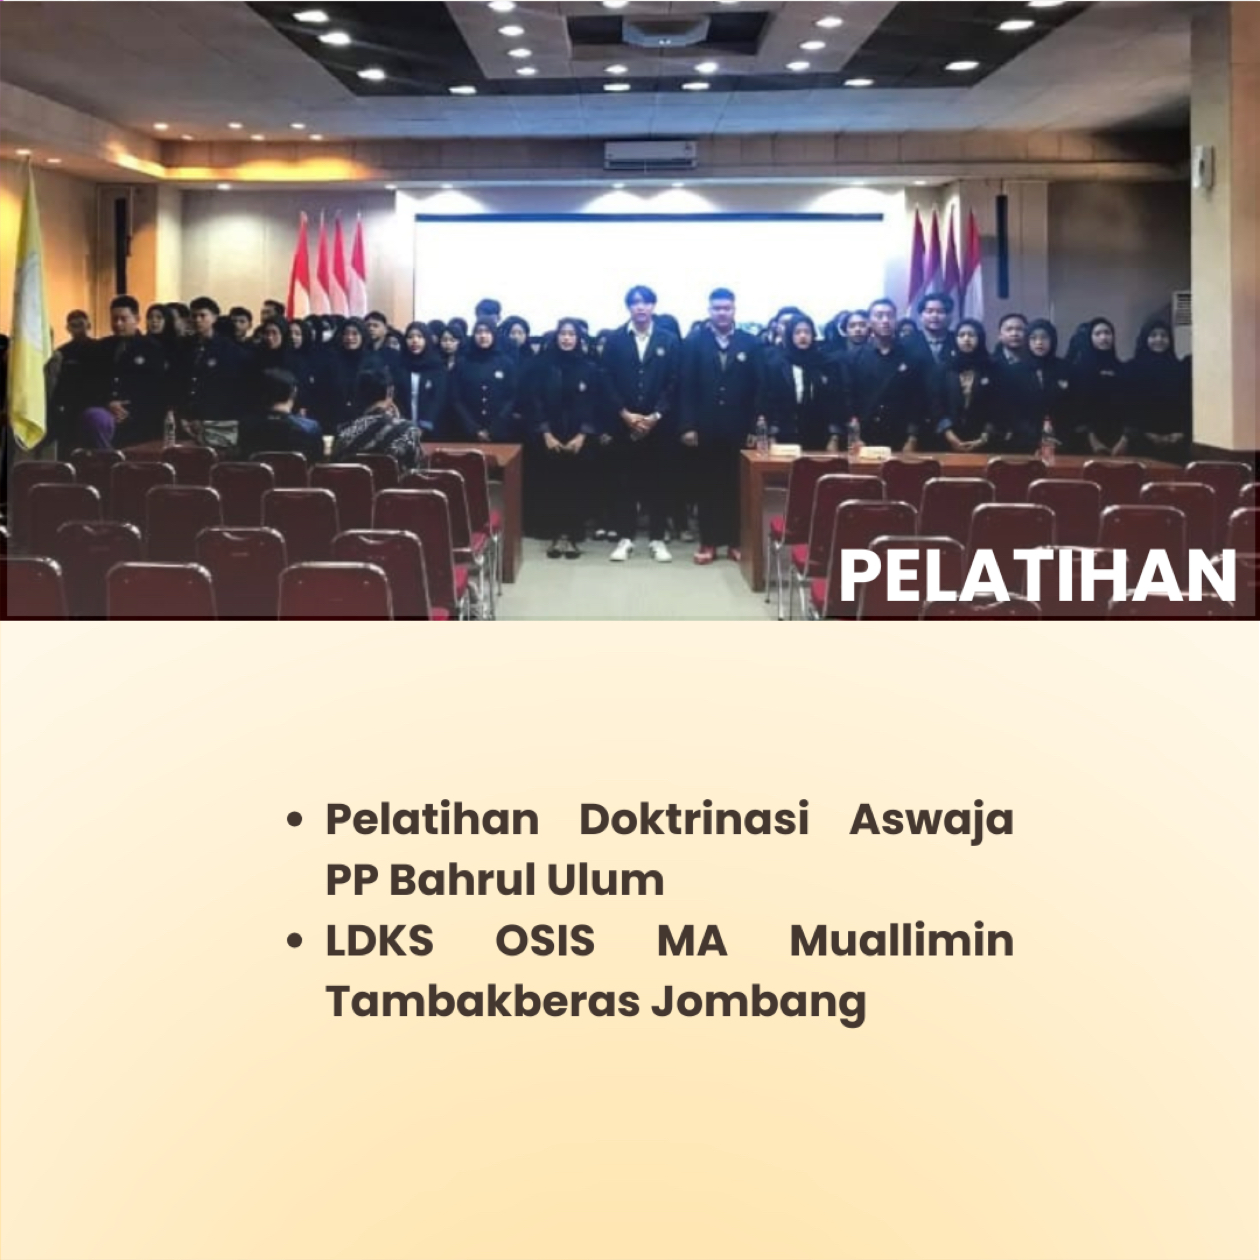 PELATIHAN
• Pelatihan Doktrinasi Aswaja
PP Bahrul Ulum
• LDKS OSIS MA Muallimin
Tambakberas Jombang